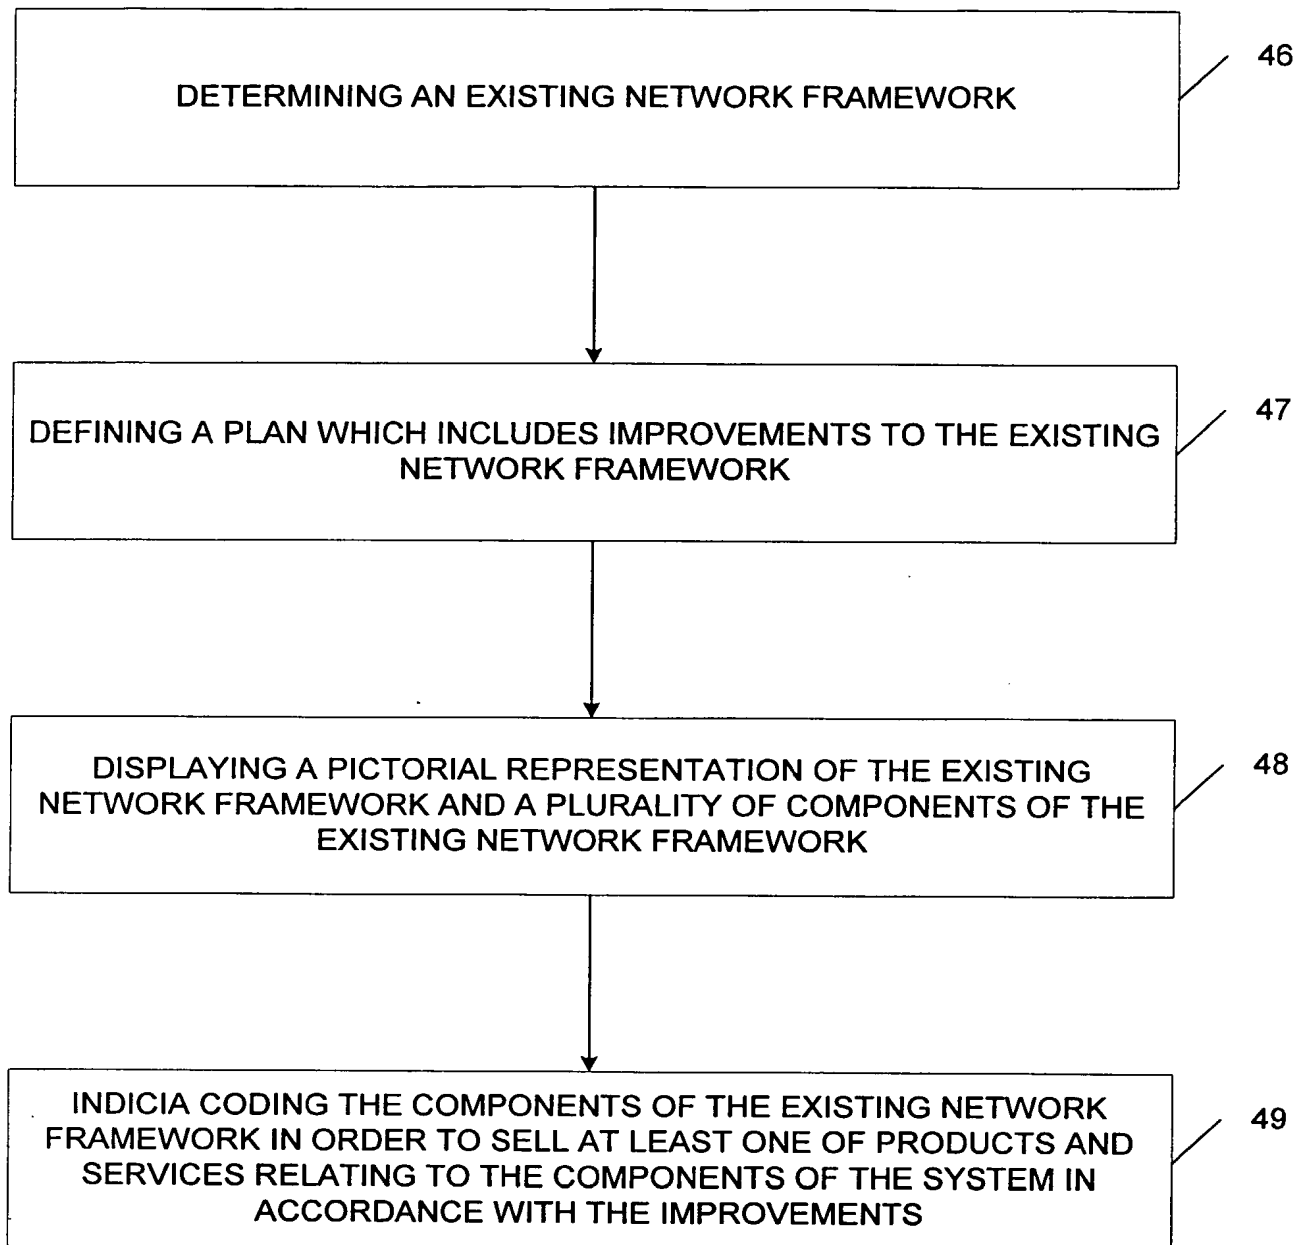 DETERMINING AN EXISTING NETWORK FRAMEWORK
46
DEFINING A PLAN WHICH INCLUDES IMPROVEMENTS TO THE EXISTING
NETWORK FRAMEWORK
47
DISPLAYING A PICTORIAL REPRESENTATION OF THE EXISTING
NETWORK FRAMEWORK AND A PLURALITY OF COMPONENTS OF THE
EXISTING NETWORK FRAMEWORK
48
INDICIA CODING THE COMPONENTS OF THE EXISTING NETWORK
FRAMEWORK IN ORDER TO SELL AT LEAST ONE OF PRODUCTS AND
SERVICES RELATING TO THE COMPONENTS OF THE SYSTEM IN
ACCORDANCE WITH THE IMPROVEMENTS
49